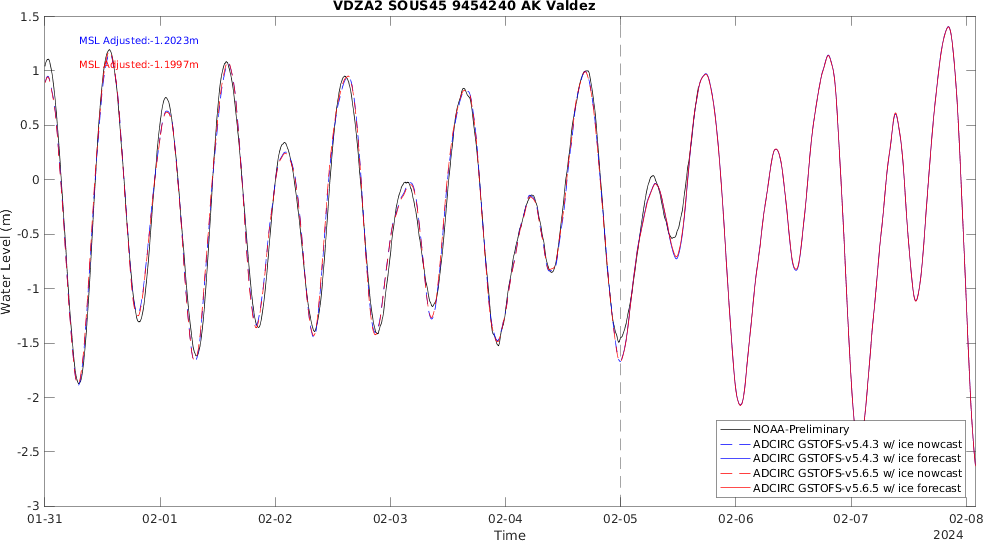 VDZA2 SOUS45 9454240 AK Valdez
MSL Adjusted:-1.2023m
MSL Adjusted:-1.1997m
Water Level (m)
1.5
1
0.5
0
-0.5
-1
-1.5
-2
-2.5
-3
NOAA-Preliminary
ADCIRC GSTOFS-v5.4.3 w/ ice nowcast
ADCIRC GSTOFS-v5.4.3 w/ ice forecast
ADCIRC GSTOFS-v5.6.5 w/ ice nowcast
ADCIRC GSTOFS-v5.6.5 w/ ice forecast
01-31 02-01 02-02 02-03 02-04 02-05 02-06 02-07 02-08
Time 2024